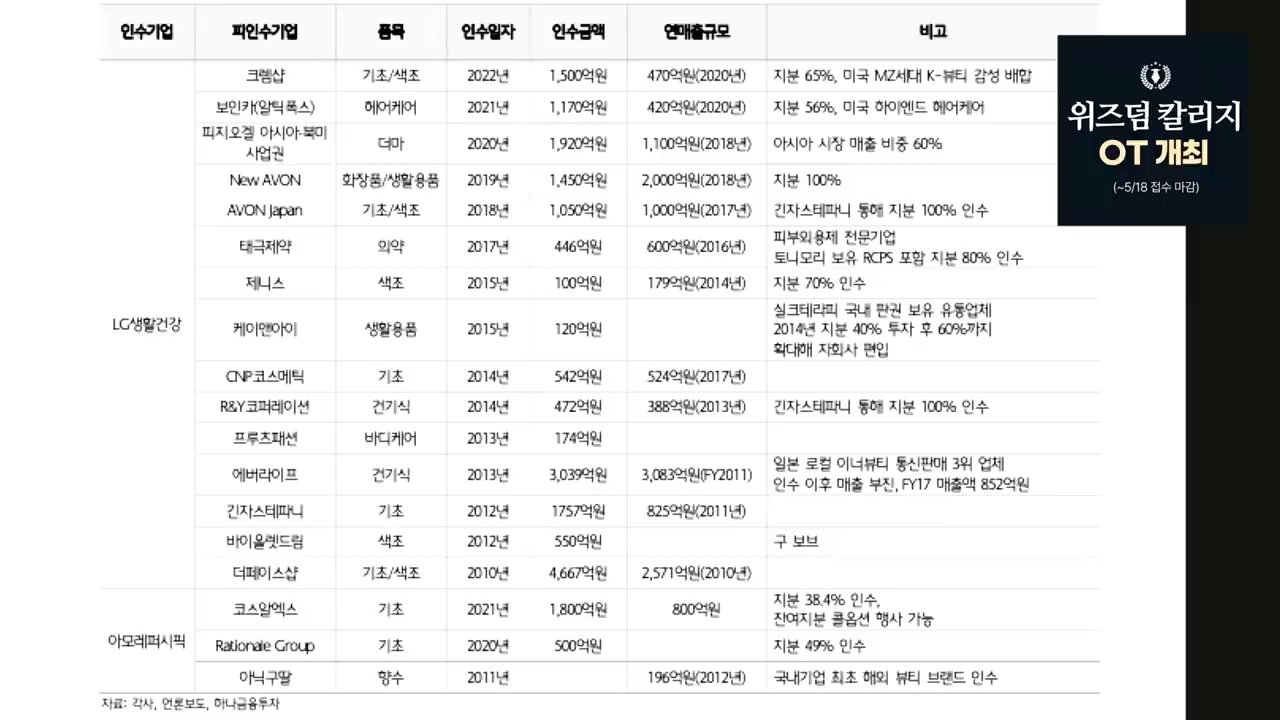 인수기업 피인수기업 품목 인수일자 인수금액 연매출규모 비고
크렘샵 기초/색조 2022년 1,500억원 470억원(2020년) 지분 65%, 미국 MZ세대 K-뷰티 감성 배합
보인카(알틱폭스) 헤어케어 2021년 1,170억원 420억원(2020년) 지분 56%, 미국 하이엔드 헤어케어
피지오겔 아시아·북미
사업권 더마 2020년 1,920억원 1,100억원(2018년) 아시아 시장 매출 비중 60%
New AVON 화장품/생활용품 2019년 1,450억원 2,000억원(2018년) 지분 100%
AVON Japan 기초/색조 2018년 1,050억원 1,000억원(2017년) 긴자스테파니 통해 지분 100% 인수
태극제약 의약 2017년 446억원 600억원(2016년) 피부외용제 전문기업
토니모리 보유 RCPS 포함 지분 80% 인수
제니스 색조 2015년 100억원 179억원(2014년) 지분 70% 인수
LG생활건강
케이앤아이 생활용품 2015년 120억원 실크테라피 국내 판권 보유 유통업체
2014년 지분 40% 투자 후 60%까지
확대해 자회사 편입
CNP코스메틱 기초 2014년 542억원 524억원(2017년)
R&Y코퍼레이션 건기식 2014년 472억원 388억원(2013년) 긴자스테파니 통해 지분 100% 인수
프루츠패션 바디케어 2013년 174억원
에버라이프 건기식 2013년 3,039억원 3,083억원(FY2011) 일본 로컬 이너뷰티 통신판매 3위 업체
인수 이후 매출 부진, FY17 매출액 852억원
긴자스테파니 기초 2012년 1757억원 825억원(2011년)
바이올렛드림 색조 2012년 550억원 구 보브
더페이스샵 기초/색조 2010년 4,667억원 2,571억원(2010년)
코스알엑스 기초 2021년 1,800억원 800억원 지분 38.4% 인수,
잔여지분 콜옵션 행사 가능
아모레퍼시픽
Rationale Group 기초 2020년 500억원 지분 49% 인수
아닉구딸 향수 2011년 196억원(2012년) 국내기업 최초 해외 뷰티 브랜드 인수
자료: 각사, 언론보도, 하나금융투자
위즈덤 칼리지
OT 개최
(~5/18 접수 마감)